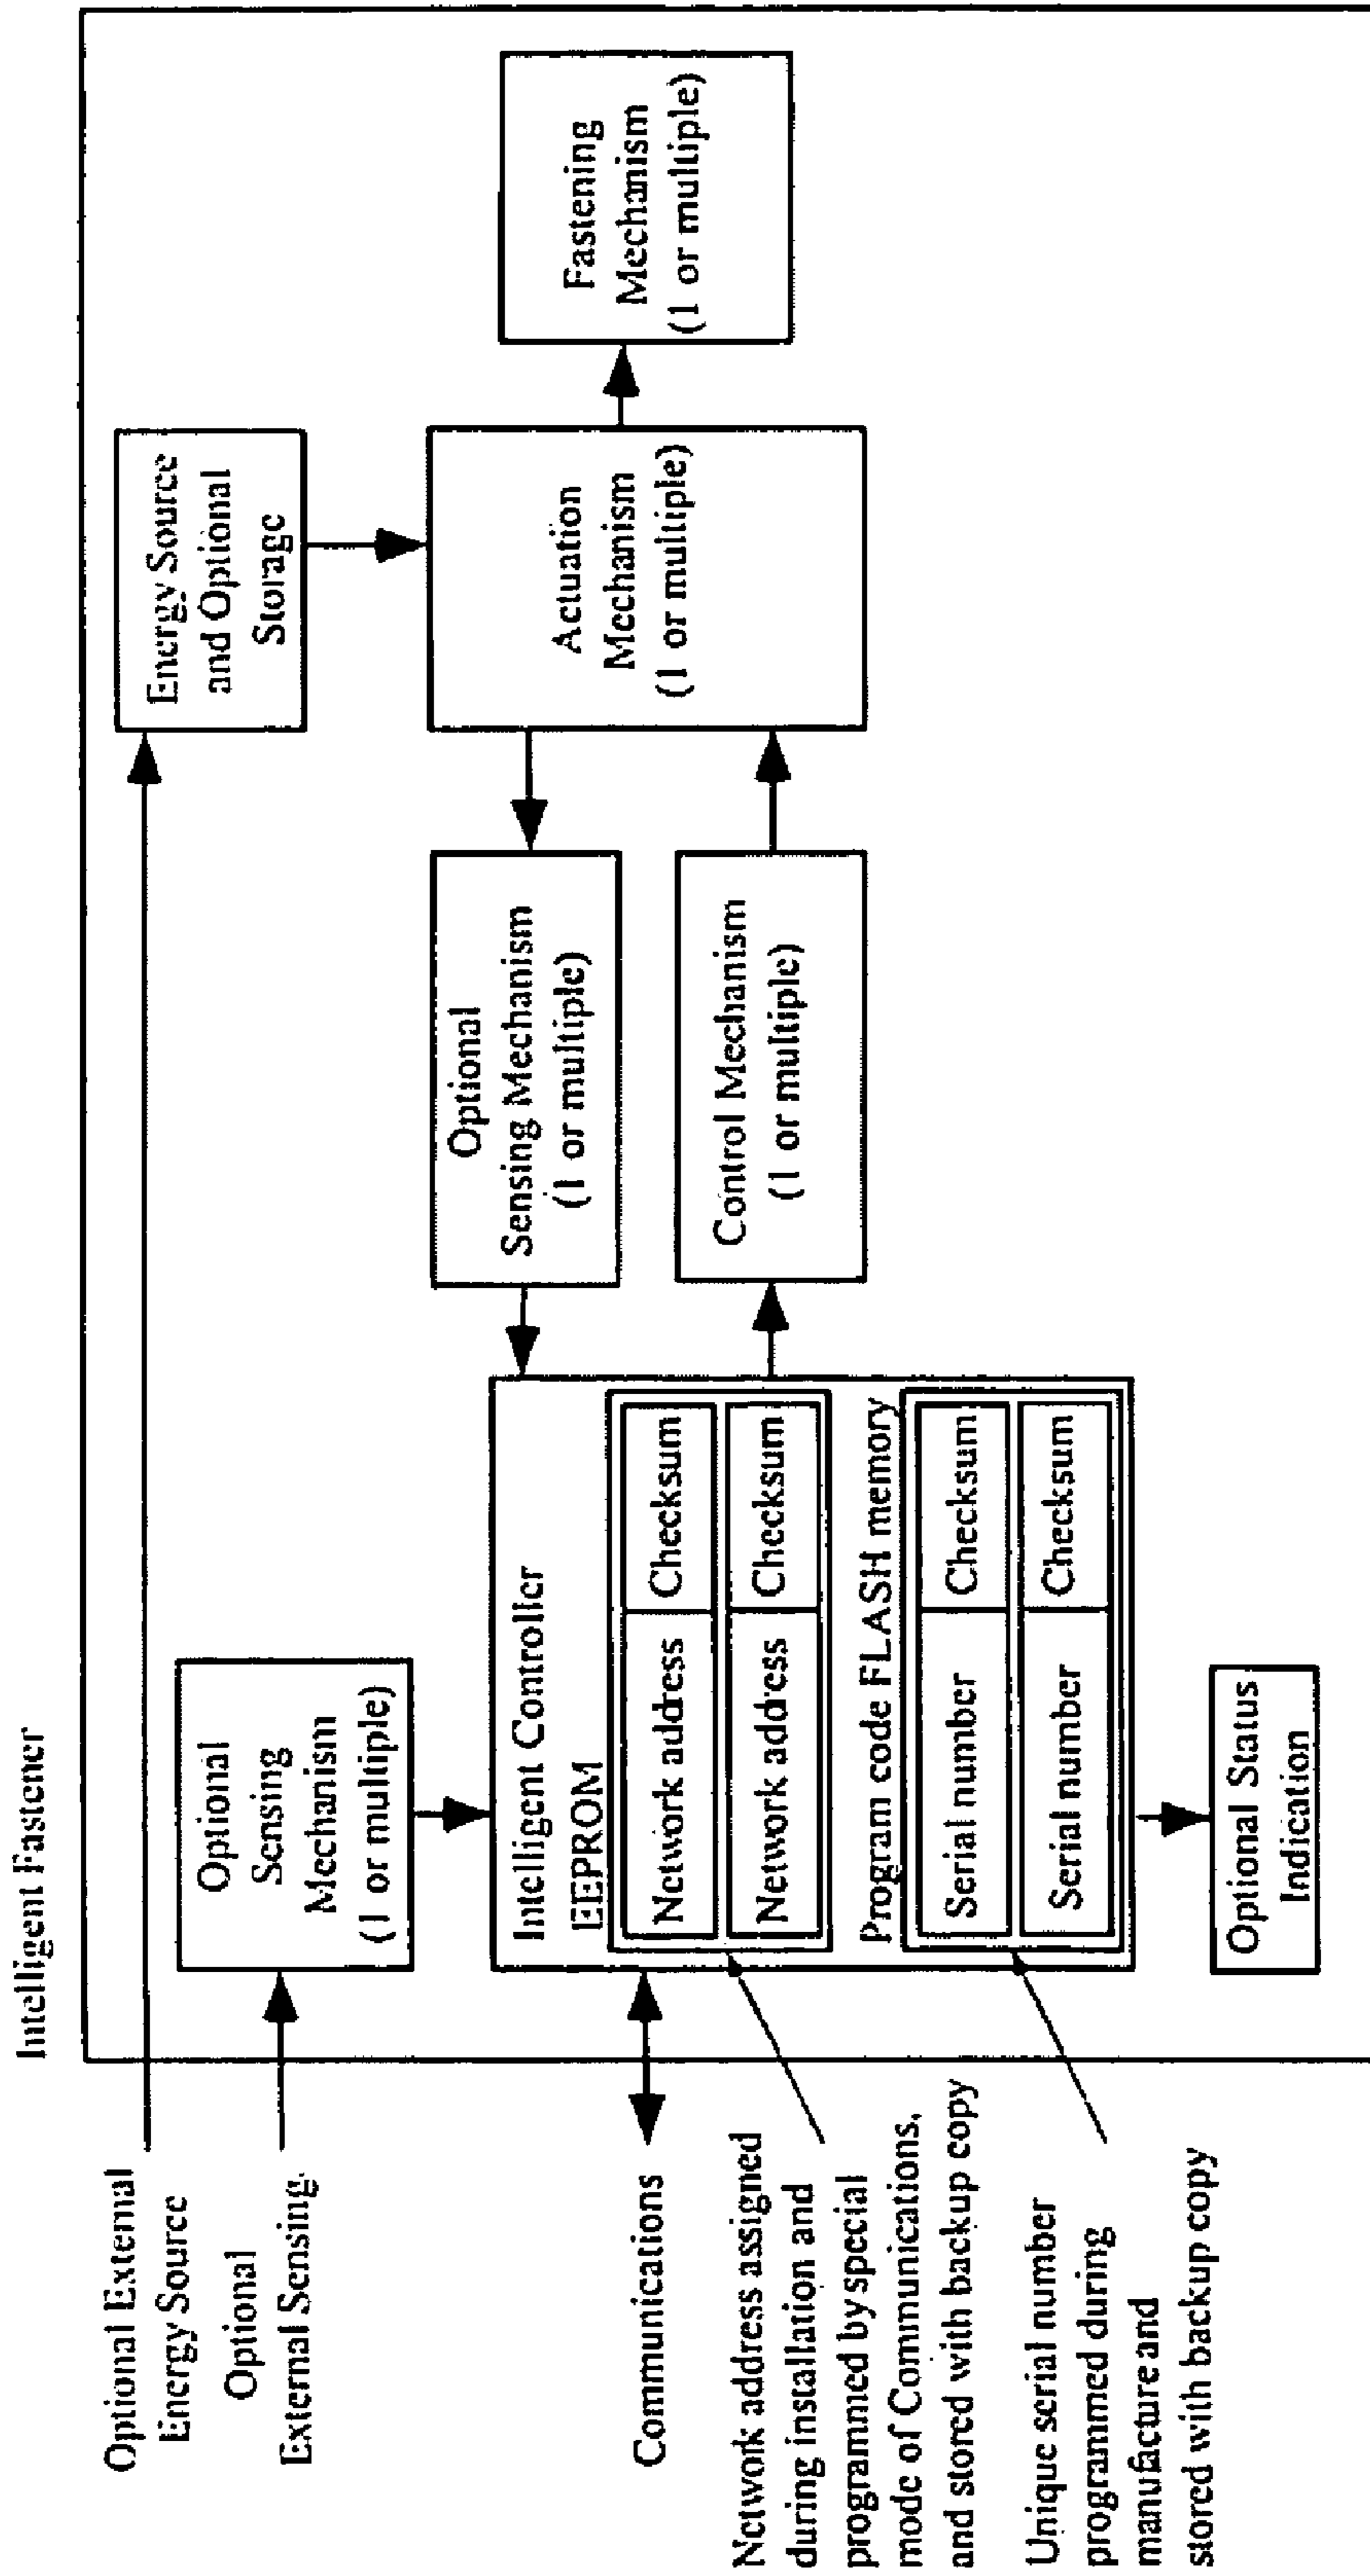 Intelligent Fastener
Optional External
Energy Source
Optional
External Sensing
Communications
Network address assigned
during installation and
programmed by special
mode of Communications,
and stored with backup copy
Unique serial number
programmed during
manufacture and
stored with backup copy
Optional
Sensing
Mechanism
(1 or multiple)
Intelligent Controller
EEPROM
Network address
Checksum
Network address
Checksum
Program code FLASH memory
Serial number
Checksum
Serial number
Checksum
Optional Status
Indication
Optional
Sensing Mechanism
(1 or multiple)
Control Mechanism
(1 or multiple)
Energy Source
and Optional
Storage
Actuation
Mechanism
(1 or multiple)
Fastening
Mechanism
(1 or multiple)